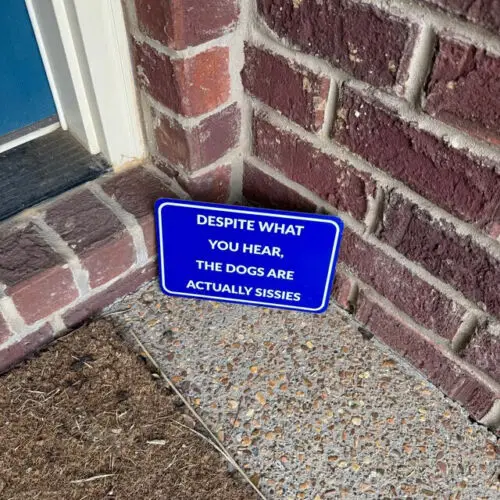 DESPITE WHAT
YOU HEAR,
THE DOGS ARE
ACTUALLY SISSIES